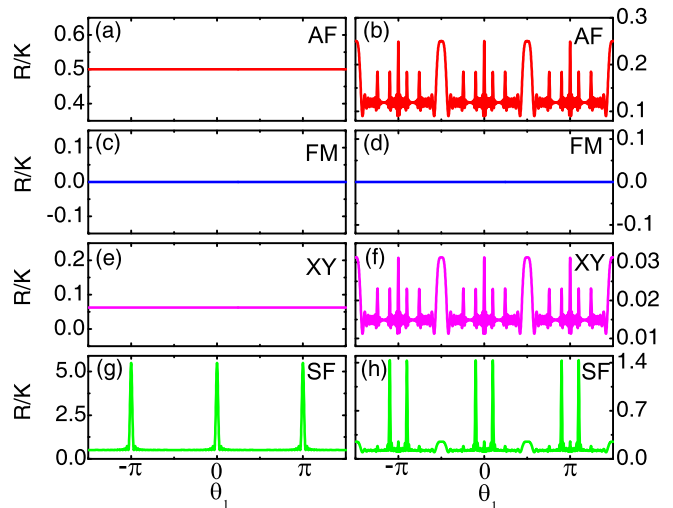 (a) AF
R/K
0.6
0.5
0.4
(b) AF
0.3
0.2
0.1
(c) FM
R/K
0.1
0.0
-0.1
(d) FM
0.1
0.0
-0.1
(e) XY
R/K
0.2
0.1
0.0
(f) XY
0.03
0.02
0.01
(g) SF
R/K
5.0
2.5
0.0
(h) SF
1.4
0.7
0.0
-π 0 π
θ₁
-π 0 π
θ₁